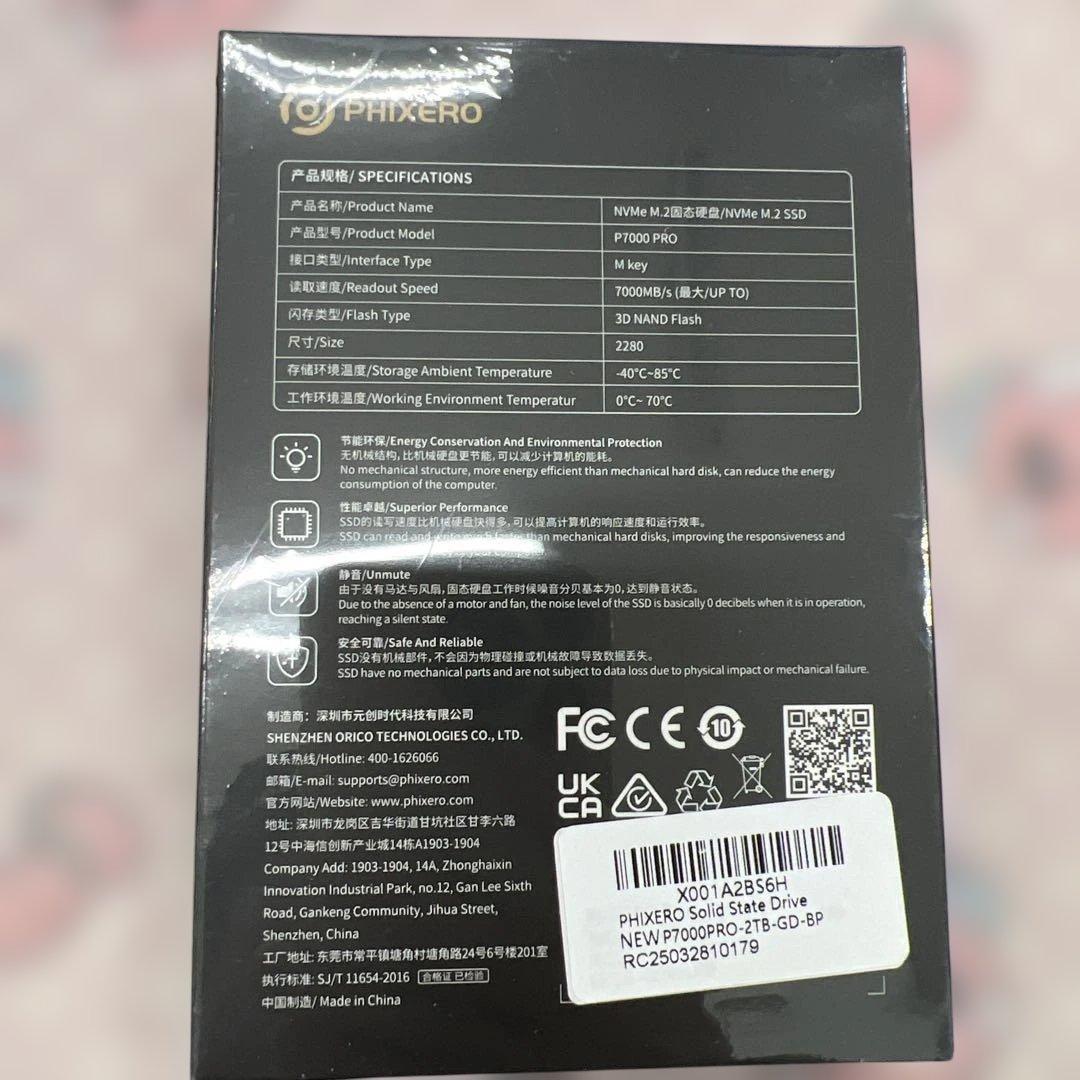 PHIXERO
产品规格/ SPECIFICATIONS
产品名称/Product Name NVMe M.2固态硬盘/NVMe M.2 SSD
产品型号/Product Model P7000 PRO
接口类型/Interface Type M key
读取速度/Readout Speed 7000MB/s (最大/UP TO)
闪存类型/Flash Type 3D NAND Flash
尺寸/Size 2280
存储环境温度/Storage Ambient Temperature -40°C~85°C
工作环境温度/Working Environment Temperatur 0°C~ 70°C
节能环保/Energy Conservation And Environmental Protection
无机械结构, 比机械硬盘更节能, 可以减少计算机的能耗。
No mechanical structure, more energy efficient than mechanical hard disk, can reduce the energy
consumption of the computer.
性能卓越/Superior Performance
SSD的读写速度比机械硬盘快得多, 可以提高计算机的响应速度和运行效率。
SSD can read and write much faster than mechanical hard disks, improving the responsiveness and
静音/Unmute
由于没有马达与风扇, 固态硬盘工作时候噪音分贝基本为0, 达到静音状态。
Due to the absence of a motor and fan, the noise level of the SSD is basically 0 decibels when it is in operation,
reaching a silent state.
安全可靠/Safe And Reliable
SSD没有机械部件, 不会因为物理碰撞或机械故障导致数据丢失。
SSD have no mechanical parts and are not subject to data loss due to physical impact or mechanical failure.
制造商: 深圳市元创时代科技有限公司
SHENZHEN ORICO TECHNOLOGIES CO., LTD.
联系热线/Hotline: 400-1626066
邮箱/E-mail: supports@phixero.com
官方网站/Website: www.phixero.com
地址: 深圳市龙岗区吉华街道甘坑社区甘李六路
12号中海信创新产业城14栋A1903-1904
Company Add: 1903-1904, 14A, Zhonghaixin
Innovation Industrial Park, no.12, Gan Lee Sixth
Road, Gankeng Community, Jihua Street,
Shenzhen, China
工厂地址: 东莞市常平镇塘角村塘角路24号6号楼201室
执行标准: SJ/T 11654-2016 合格证 已检验
中国制造/ Made in China
FC CE 10
UK
CA
X001A2BS6H
PHIXERO Solid State Drive
NEW P7000PRO-2TB-GD-BP
RC25032810179